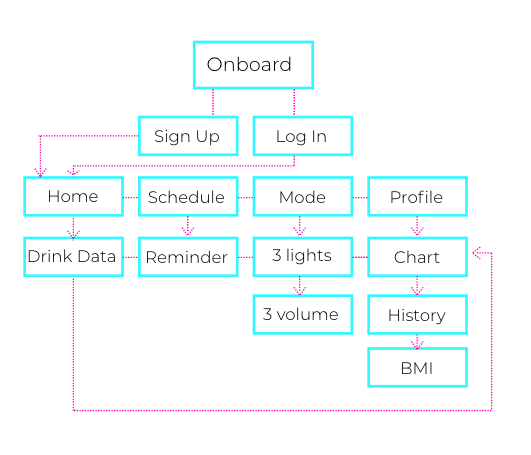 Onboard
Sign Up
Log In
Home
Schedule
Mode
Profile
Drink Data
Reminder
3 lights
Chart
3 volume
History
BMI